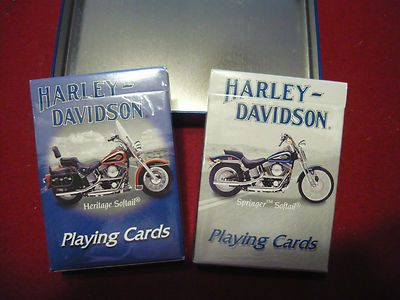 HARLEY-
DAVIDSON®
Heritage Softail®
Playing Cards
HARLEY-
DAVIDSON®
Springer™ Softail®
Playing Cards